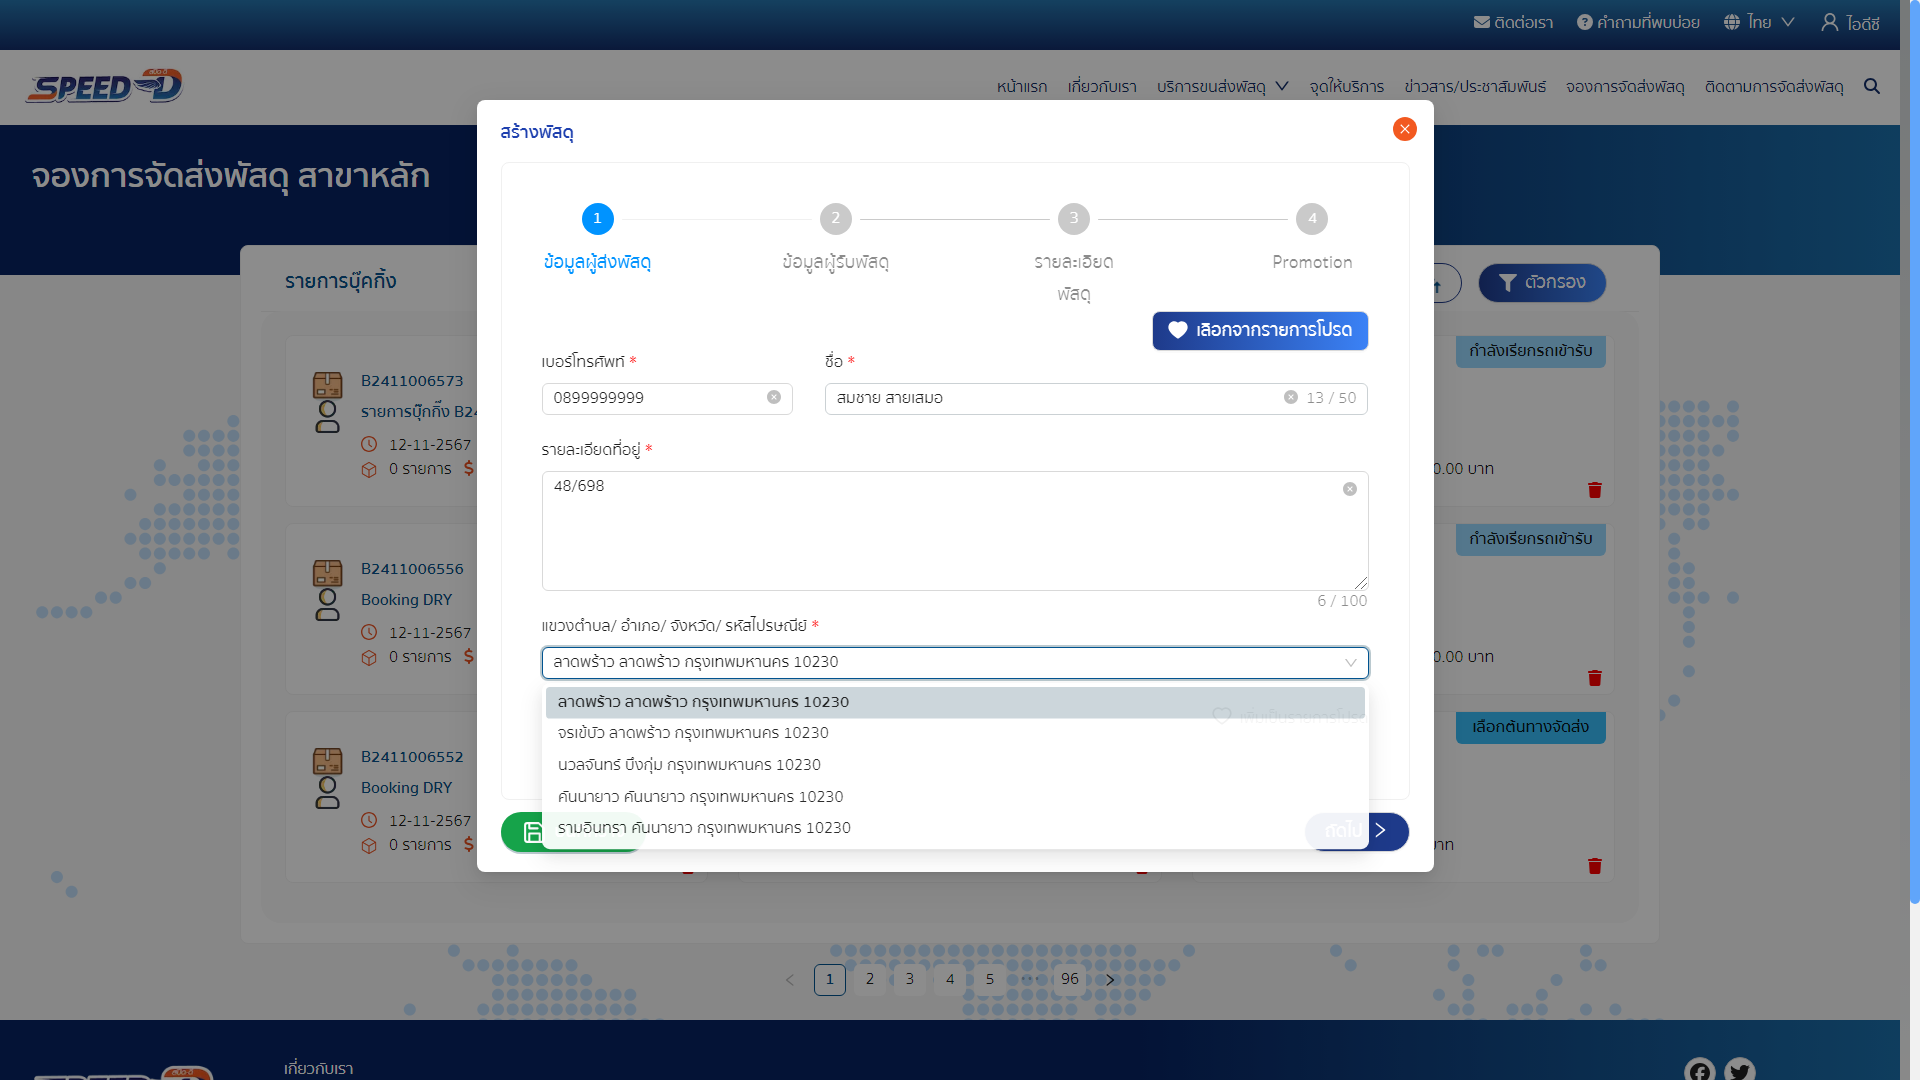 ติดต่อเรา
คำถามที่พบบ่อย
ไทย
ไอดีซี
สปีด-ดี
SPEED-D
หน้าแรก
เกี่ยวกับเรา
บริการขนส่งพัสดุ
จุดให้บริการ
ข่าวสาร/ประชาสัมพันธ์
จองการจัดส่งพัสดุ
ติดตามการจัดส่งพัสดุ
จองการจัดส่งพัสดุ สาขาหลัก
รายการบุ๊คกิ้ง
ตัวกรอง
B2411006573
รายการบุ๊กกิ้ง B24
12-11-2567
0 รายการ
กำลังเรียกรถเข้ารับ
0.00 บาท
B2411006556
Booking DRY
12-11-2567
0 รายการ
กำลังเรียกรถเข้ารับ
0.00 บาท
B2411006552
Booking DRY
12-11-2567
0 รายการ
เลือกต้นทางจัดส่ง
บาท
สร้างพัสดุ
1
2
3
4
ข้อมูลผู้ส่งพัสดุ
ข้อมูลผู้รับพัสดุ
รายละเอียด
พัสดุ
Promotion
เลือกจากรายการโปรด
เบอร์โทรศัพท์ *
ชื่อ *
0899999999
สมชาย สายเสมอ
13 / 50
รายละเอียดที่อยู่ *
48/698
6 / 100
แขวงตำบล/ อำเภอ/ จังหวัด/ รหัสไปรษณีย์ *
ลาดพร้าว ลาดพร้าว กรุงเทพมหานคร 10230
ลาดพร้าว ลาดพร้าว กรุงเทพมหานคร 10230
เพิ่มเป็นรายการโปรด
จรเข้บัว ลาดพร้าว กรุงเทพมหานคร 10230
นวลจันทร์ บึงกุ่ม กรุงเทพมหานคร 10230
คันนายาว คันนายาว กรุงเทพมหานคร 10230
รามอินทรา คันนายาว กรุงเทพมหานคร 10230
ถัดไป
1
2
3
4
5
•••
96
เกี่ยวกับเรา